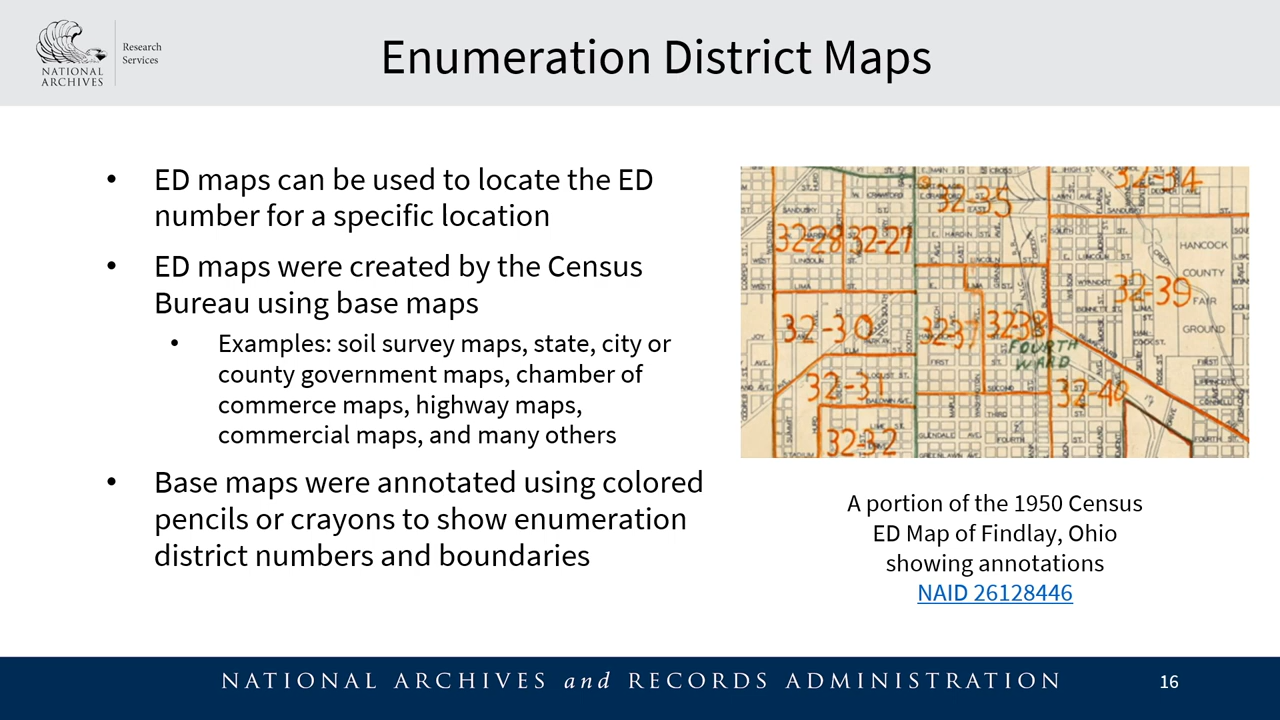 NATIONAL
ARCHIVES
Research
Services
Enumeration District Maps
• ED maps can be used to locate the ED
number for a specific location
• ED maps were created by the Census
Bureau using base maps
• Examples: soil survey maps, state, city or
county government maps, chamber of
commerce maps, highway maps,
commercial maps, and many others
• Base maps were annotated using colored
pencils or crayons to show enumeration
district numbers and boundaries
32-34
32-35
32-28
32-27
HANCOCK
COUNTY
FAIR
GROUND
32-39
32-30
32-37
32-38
FOURTH
WARD
32-31
32-40
32-32
A portion of the 1950 Census
ED Map of Findlay, Ohio
showing annotations
NAID 26128446
NATIONAL ARCHIVES and RECORDS ADMINISTRATION
16